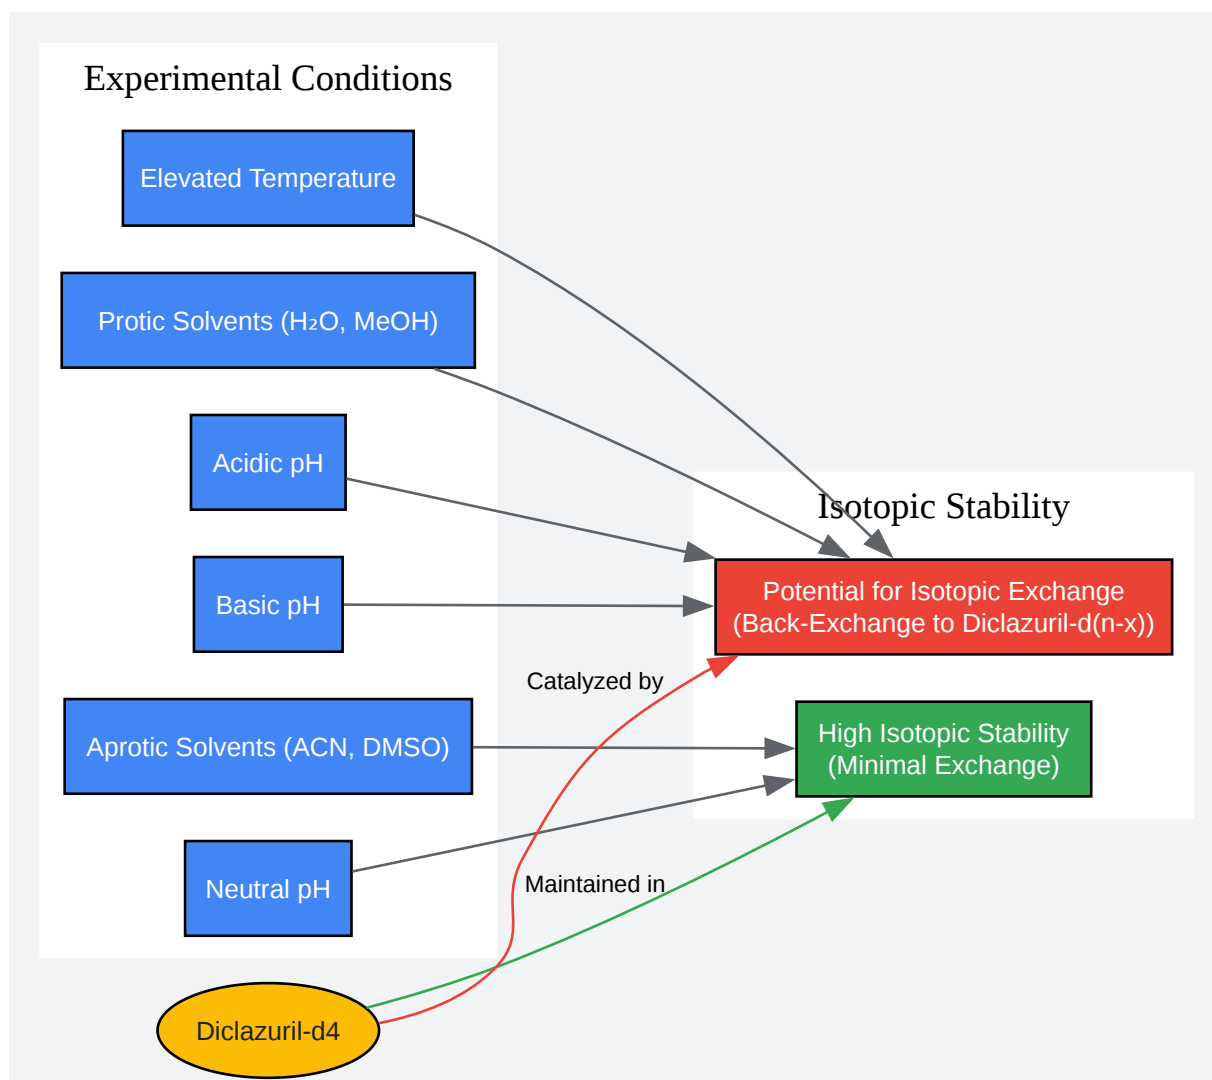 Experimental Conditions
Elevated Temperature
Protic Solvents (H₂O, MeOH)
Acidic pH
Basic pH
Aprotic Solvents (ACN, DMSO)
Neutral pH
Diclazuril-d4
Catalyzed by
Maintained in
Isotopic Stability
Potential for Isotopic Exchange
(Back-Exchange to Diclazuril-d(n-x))
High Isotopic Stability
(Minimal Exchange)